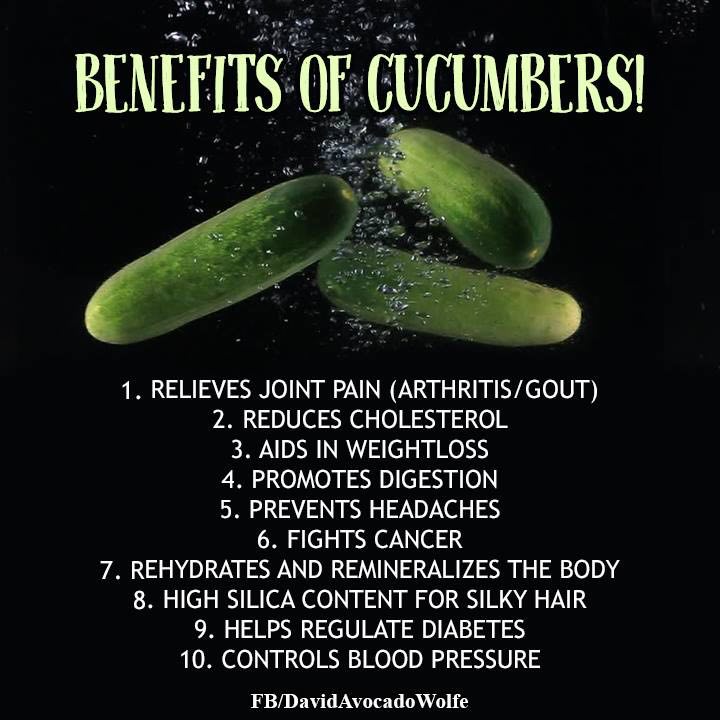 BENEFITS OF CUCUMBERS!
1. RELIEVES JOINT PAIN (ARTHRITIS/GOUT)
2. REDUCES CHOLESTEROL
3. AIDS IN WEIGHTLOSS
4. PROMOTES DIGESTION
5. PREVENTS HEADACHES
6. FIGHTS CANCER
7. REHYDRATES AND REMINERALIZES THE BODY
8. HIGH SILICA CONTENT FOR SILKY HAIR
9. HELPS REGULATE DIABETES
10. CONTROLS BLOOD PRESSURE
FB/DavidAvocadoWolfe